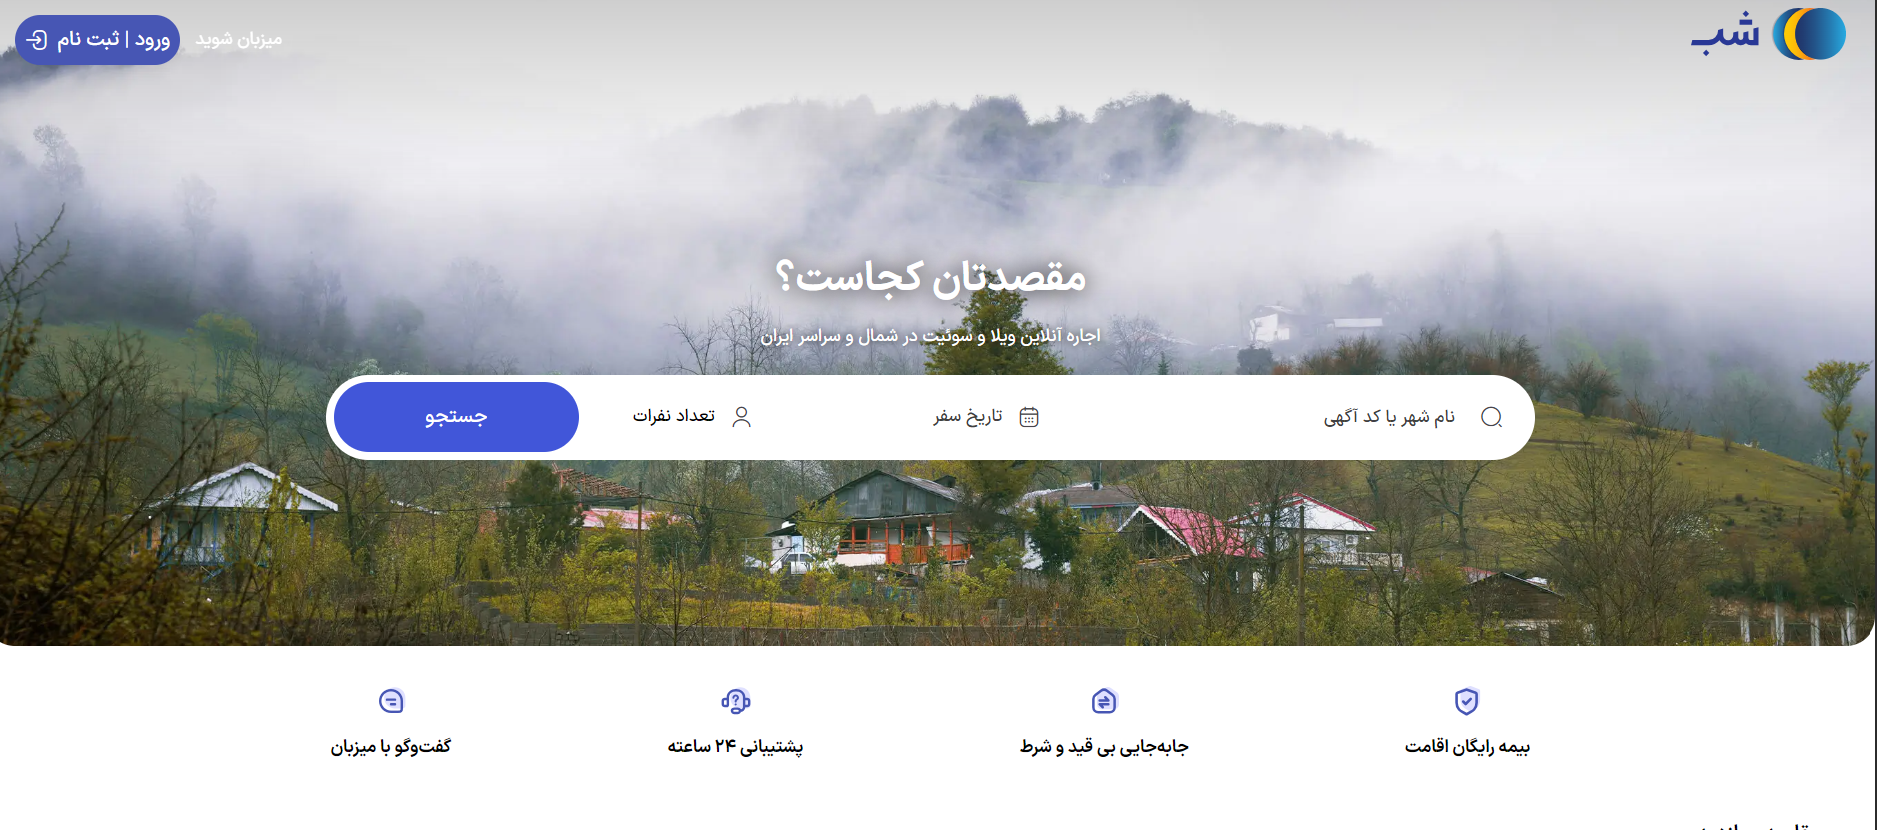 شب
میزبان شوید
ورود | ثبت نام
مقصدتان کجاست؟
اجاره آنلاین ویلا و سوئیت در شمال و سراسر ایران
نام شهر یا کد آگهی
تاریخ سفر
تعداد نفرات
جستجو
بیمه رایگان اقامت
جابه‌جایی بی قید و شرط
پشتیبانی ۲۴ ساعته
گفت‌وگو با میزبان